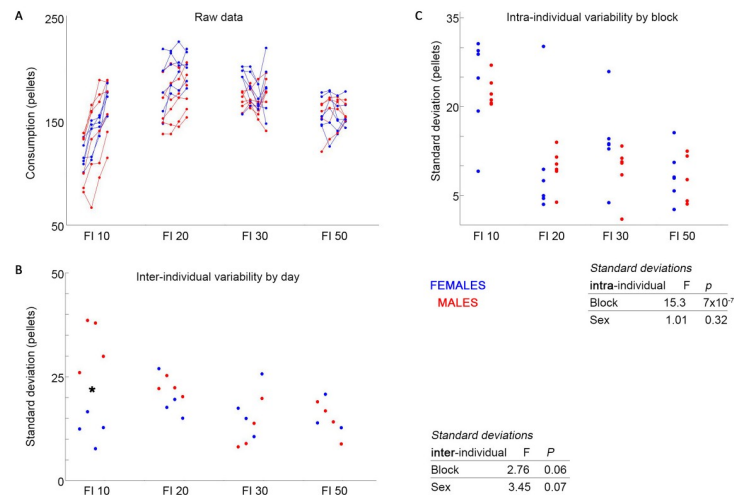 A
Raw data
250
150
50
Consumption (pellets)
FI 10 FI 20 FI 30 FI 50
B
Inter-individual variability by day
50
25
0
Standard deviation (pellets)
*
FI 10 FI 20 FI 30 FI 50
C
Intra-individual variability by block
35
20
5
Standard deviation (pellets)
FI 10 FI 20 FI 30 FI 50
FEMALES
MALES
Standard deviations
intra-individual F p
Block 15.3 7x10⁻⁷
Sex 1.01 0.32
Standard deviations
inter-individual F P
Block 2.76 0.06
Sex 3.45 0.07